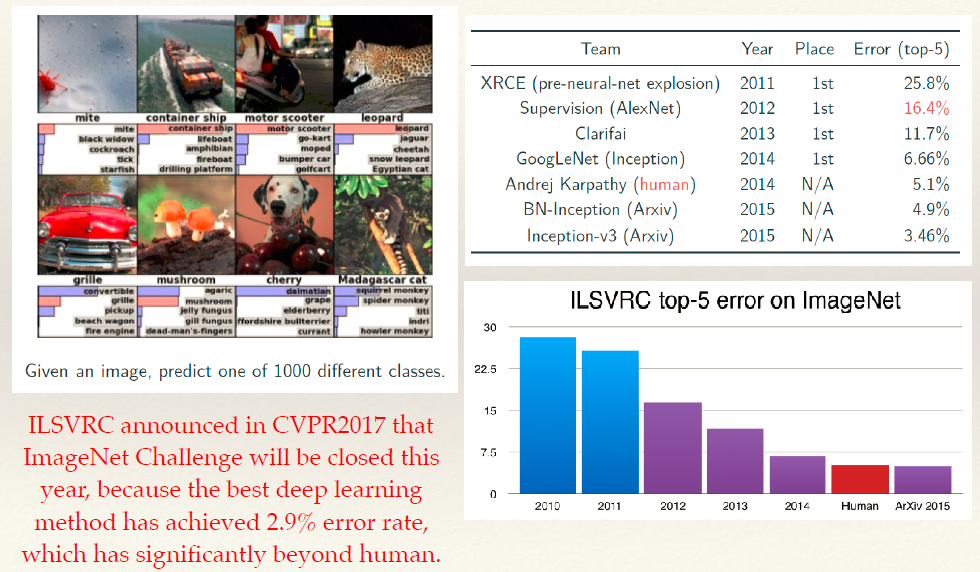 mite container ship motor scooter leopard
mite container ship motor scooter leopard
black widow lifeboat go-kart jaguar
cockroach amphibian moped cheetah
tick fireboat bumper car snow leopard
starfish drilling platform golfcart Egyptian cat
grille mushroom cherry Madagascar cat
convertible agaric dalmatian squirrel monkey
grille mushroom grape spider monkey
pickup jelly fungus elderberry titi
beach wagon gill fungus ffordshire bullterrier indri
fire engine dead-man's-fingers currant howler monkey
Given an image, predict one of 1000 different classes.
ILSVRC announced in CVPR2017 that
ImageNet Challenge will be closed this
year, because the best deep learning
method has achieved 2.9% error rate,
which has significantly beyond human.
Team Year Place Error (top-5)
XRCE (pre-neural-net explosion) 2011 1st 25.8%
Supervision (AlexNet) 2012 1st 16.4%
Clarifai 2013 1st 11.7%
GoogLeNet (Inception) 2014 1st 6.66%
Andrej Karpathy (human) 2014 N/A 5.1%
BN-Inception (Arxiv) 2015 N/A 4.9%
Inception-v3 (Arxiv) 2015 N/A 3.46%
ILSVRC top-5 error on ImageNet
30
22.5
15
7.5
0
2010 2011 2012 2013 2014 Human ArXiv 2015